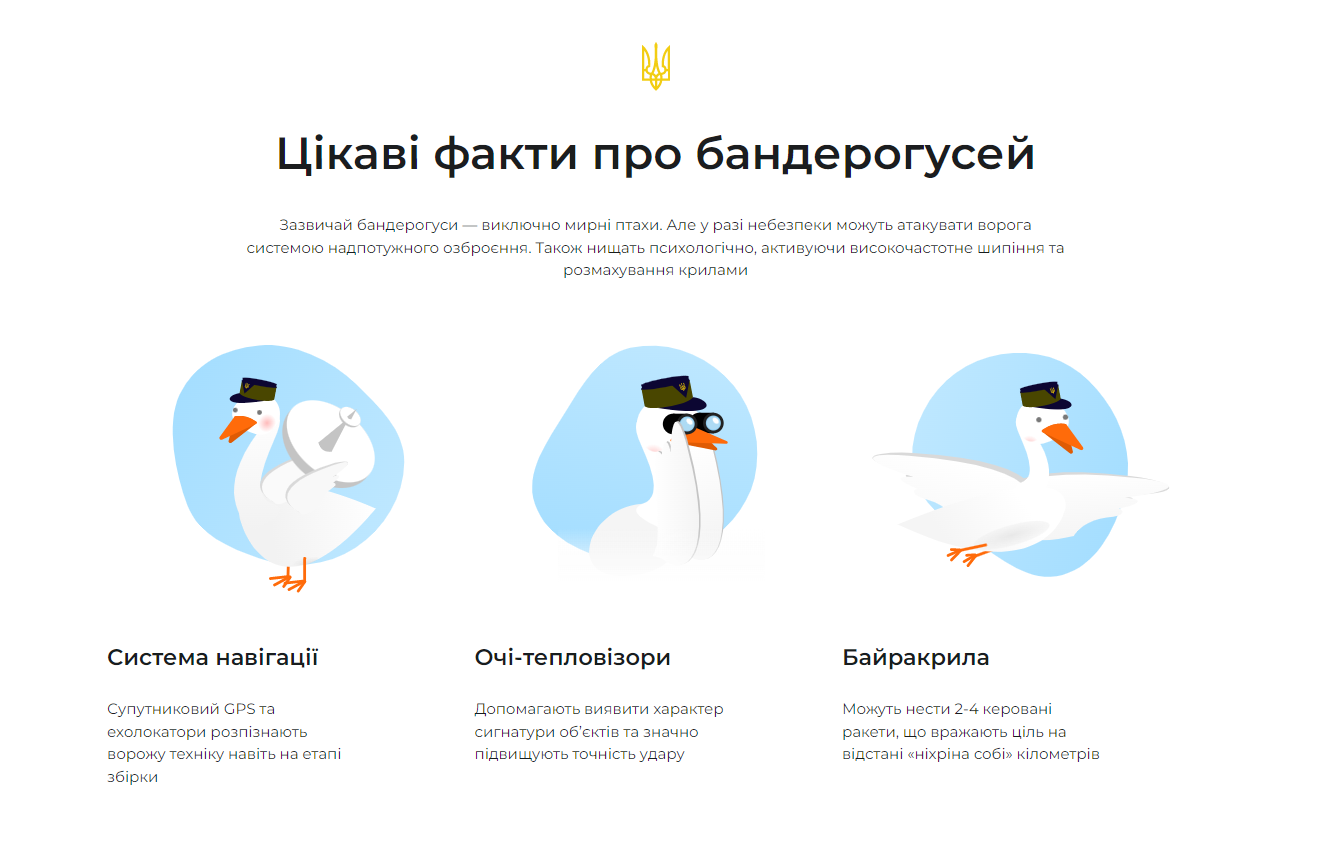 Цікаві факти про бандерогусей
Зазвичай бандерогуси — виключно мирні птахи. Але у разі небезпеки можуть атакувати ворога
системою надпотужного озброєння. Також нищать психологічно, активуючи високочастотне шипіння та
розмахування крилами
Система навігації
Супутниковий GPS та
ехолокатори розпізнають
ворожу техніку навіть на етапі
збірки
Очі-тепловізори
Допомагають виявити характер
сигнатури об’єктів та значно
підвищують точність удару
Байракрила
Можуть нести 2-4 керовані
ракети, що вражають ціль на
відстані «ніхріна собі» кілометрів